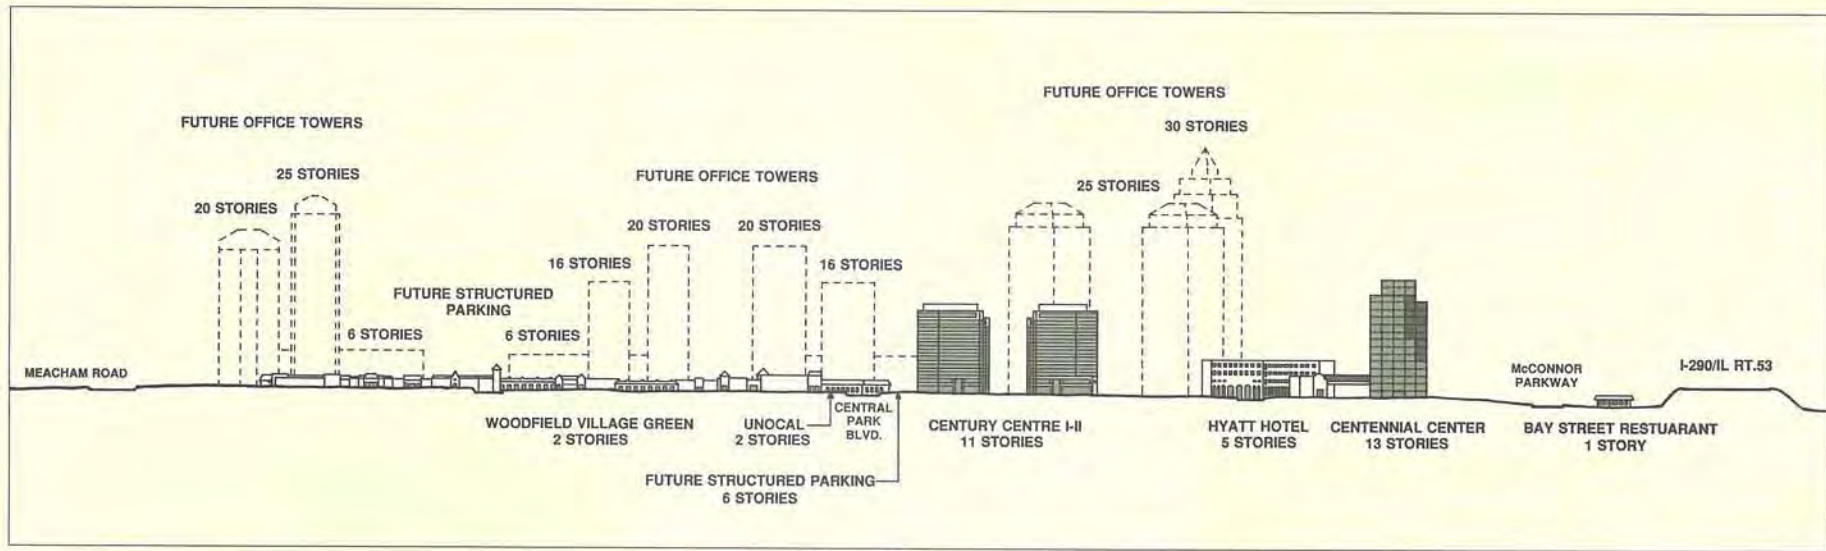 FUTURE OFFICE TOWERS
25 STORIES
20 STORIES
FUTURE STRUCTURED
PARKING
6 STORIES
MEACHAM ROAD
FUTURE OFFICE TOWERS
20 STORIES
20 STORIES
16 STORIES
16 STORIES
6 STORIES
WOODFIELD VILLAGE GREEN
2 STORIES
UNOCAL
2 STORIES
CENTRAL
PARK
BLVD.
FUTURE STRUCTURED PARKING
6 STORIES
FUTURE OFFICE TOWERS
30 STORIES
25 STORIES
CENTURY CENTRE I-II
11 STORIES
HYATT HOTEL
5 STORIES
CENTENNIAL CENTER
13 STORIES
McCONNOR
PARKWAY
BAY STREET RESTUARANT
1 STORY
I-290/IL RT.53